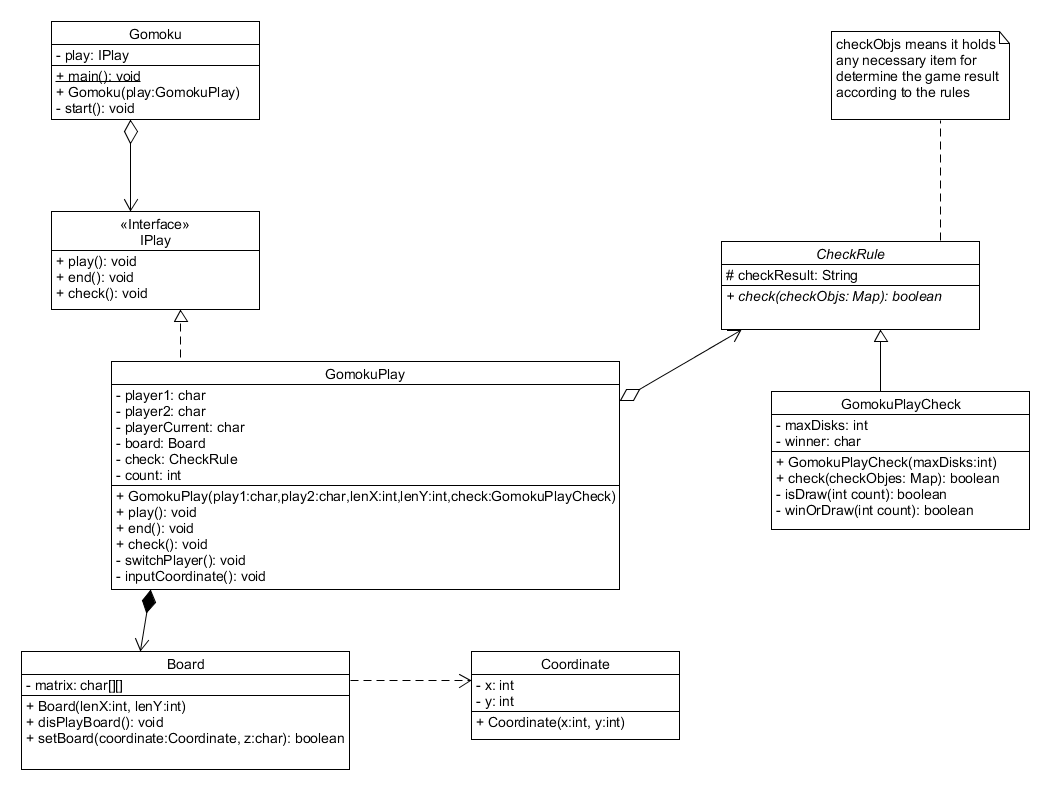 Gomoku
- play: IPlay
+ main(): void
+ Gomoku(play:GomokuPlay)
- start(): void
checkObjs means it holds
any necessary item for
determine the game result
according to the rules
«Interface»
IPlay
+ play(): void
+ end(): void
+ check(): void
CheckRule
# checkResult: String
+ check(checkObjs: Map): boolean
GomokuPlay
- player1: char
- player2: char
- playerCurrent: char
- board: Board
- check: CheckRule
- count: int
+ GomokuPlay(play1:char,play2:char,lenX:int,lenY:int,check:GomokuPlayCheck)
+ play(): void
+ end(): void
+ check(): void
- switchPlayer(): void
- inputCoordinate(): void
GomokuPlayCheck
- maxDisks: int
- winner: char
+ GomokuPlayCheck(maxDisks:int)
+ check(checkObjes: Map): boolean
- isDraw(int count): boolean
- winOrDraw(int count): boolean
Board
- matrix: char[][]
+ Board(lenX:int, lenY:int)
+ disPlayBoard(): void
+ setBoard(coordinate:Coordinate, z:char): boolean
Coordinate
- x: int
- y: int
+ Coordinate(x:int, y:int)